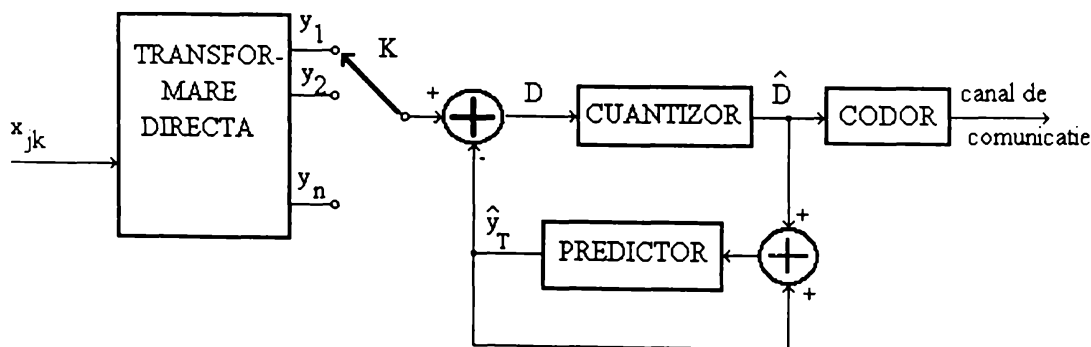 x_jk
TRANSFOR-
MARE
DIRECTA
y_1
y_2
y_n
K
+
-
D
CUANTIZOR
D̂
CODOR
canal de
comunicatie
ŷ_T
PREDICTOR
+
+